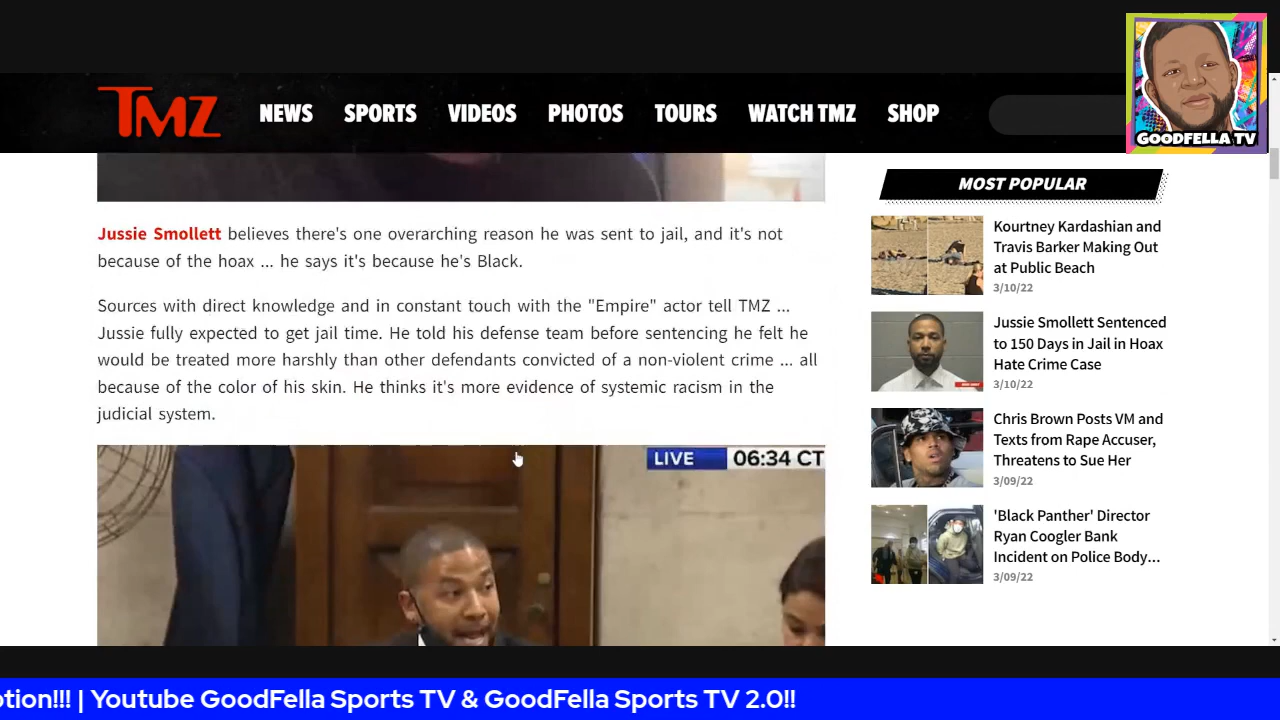 TMZ
NEWS SPORTS VIDEOS PHOTOS TOURS WATCH TMZ SHOP
GOODFELLA TV
Jussie Smollett believes there's one overarching reason he was sent to jail, and it's not
because of the hoax ... he says it's because he's Black.
Sources with direct knowledge and in constant touch with the "Empire" actor tell TMZ ...
Jussie fully expected to get jail time. He told his defense team before sentencing he felt he
would be treated more harshly than other defendants convicted of a non-violent crime ... all
because of the color of his skin. He thinks it's more evidence of systemic racism in the
judicial system.
LIVE 06:34 CT
MOST POPULAR
Kourtney Kardashian and
Travis Barker Making Out
at Public Beach
3/10/22
Jussie Smollett Sentenced
to 150 Days in Jail in Hoax
Hate Crime Case
3/10/22
Chris Brown Posts VM and
Texts from Rape Accuser,
Threatens to Sue Her
3/09/22
'Black Panther' Director
Ryan Coogler Bank
Incident on Police Body...
3/09/22
otion!!! | Youtube GoodFella Sports TV & GoodFella Sports TV 2.0!!